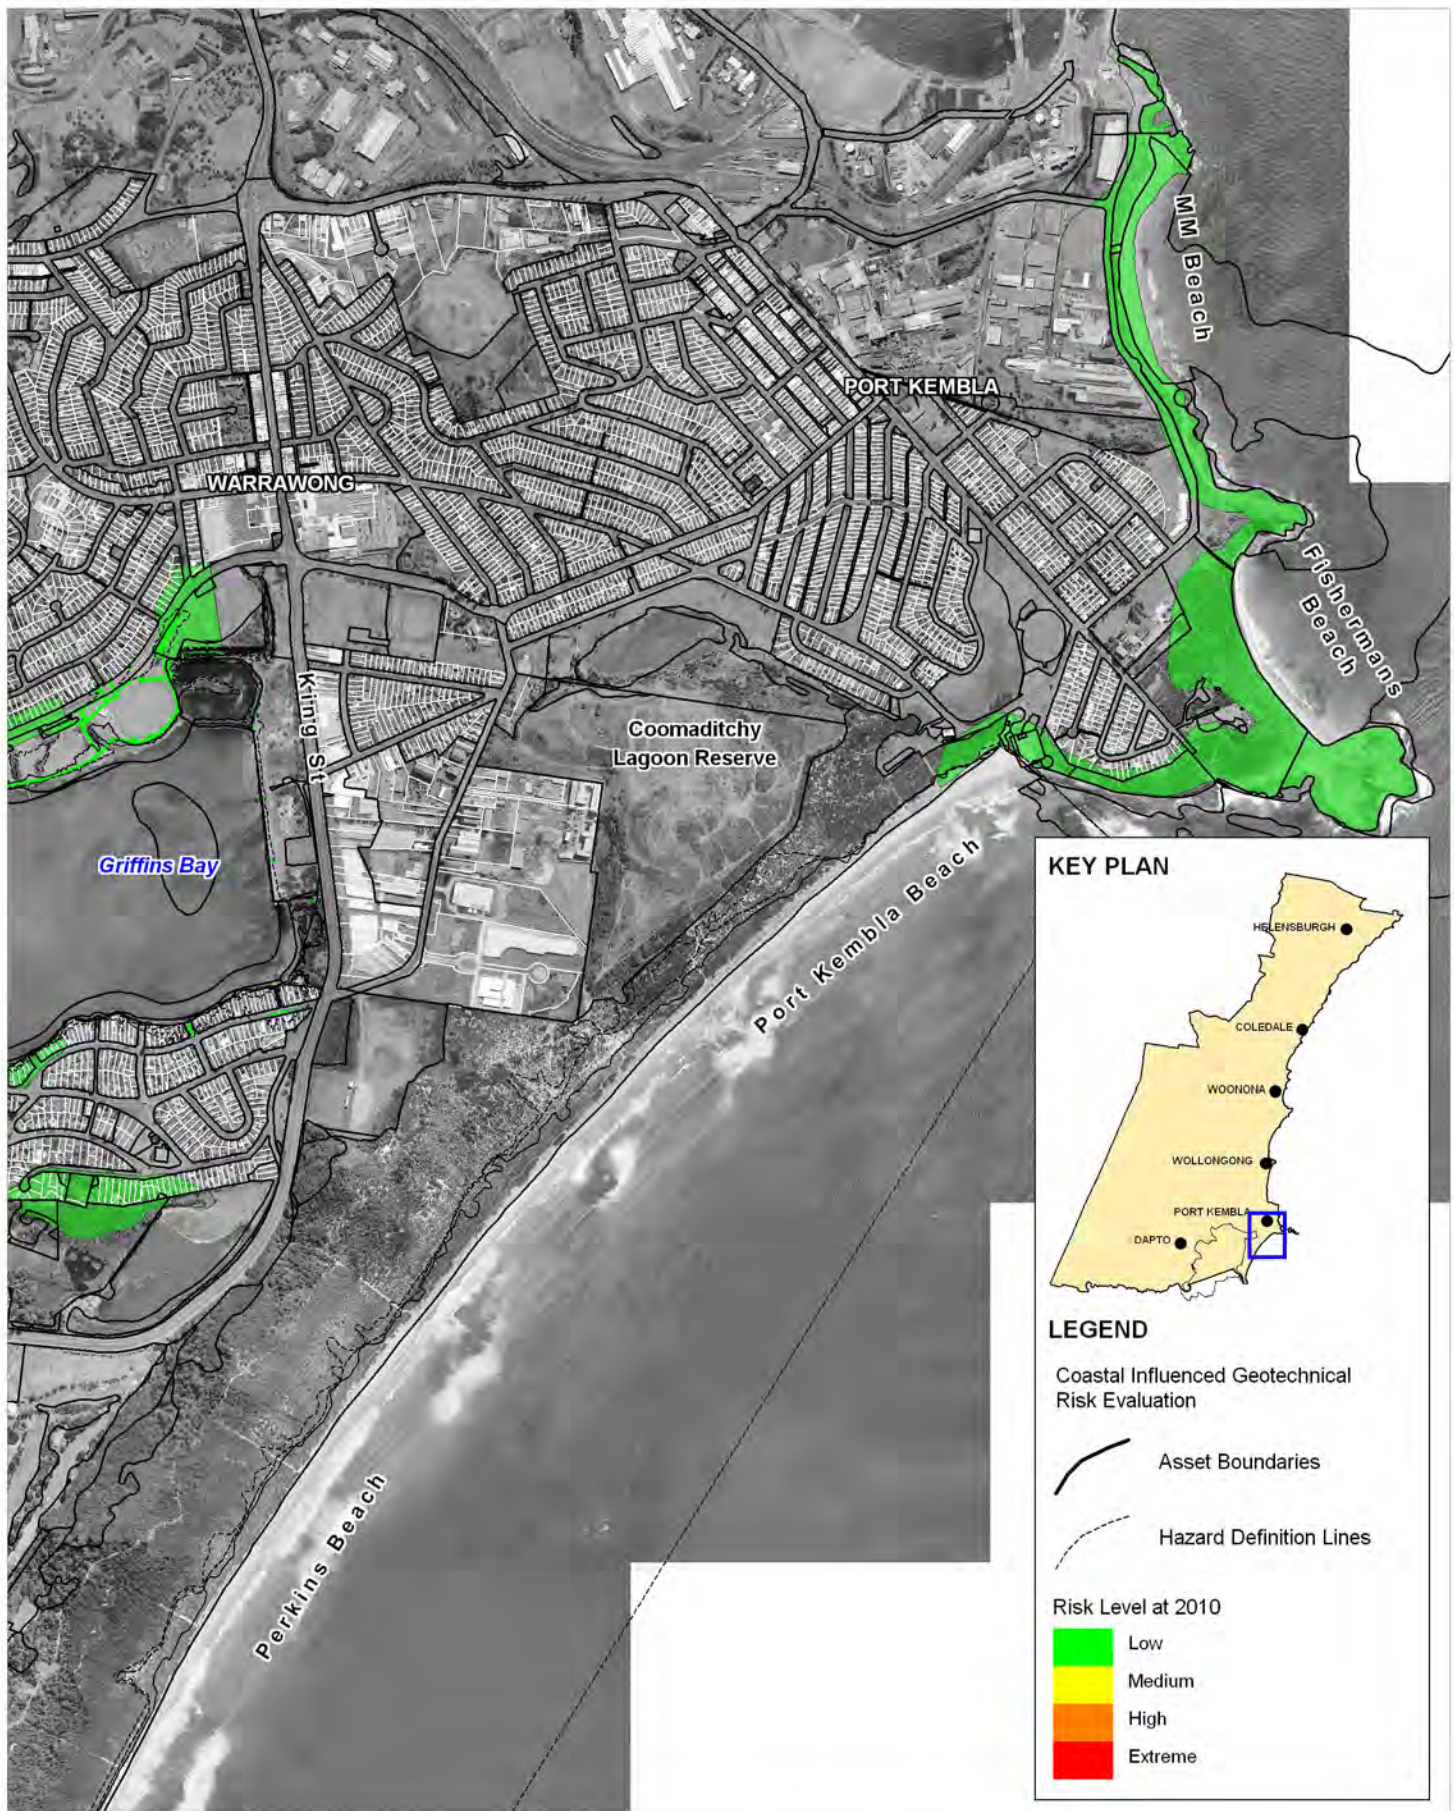 MM Beach
PORT KEMBLA
WARRAWONG
Fishermans
Beach
King St
Coomaditchy
Lagoon Reserve
Griffins Bay
Port Kembla Beach
Perkins Beach
KEY PLAN
HELENSBURGH
COLEDALE
WOONONA
WOLLONGONG
PORT KEMBLA
DAPTO
LEGEND
Coastal Influenced Geotechnical
Risk Evaluation
Asset Boundaries
Hazard Definition Lines
Risk Level at 2010
Low
Medium
High
Extreme